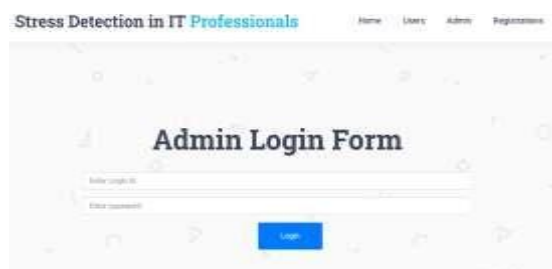 Stress Detection in IT Professionals
Home Users Admin Registrations
Admin Login Form
Enter Login Id
Enter password
Login